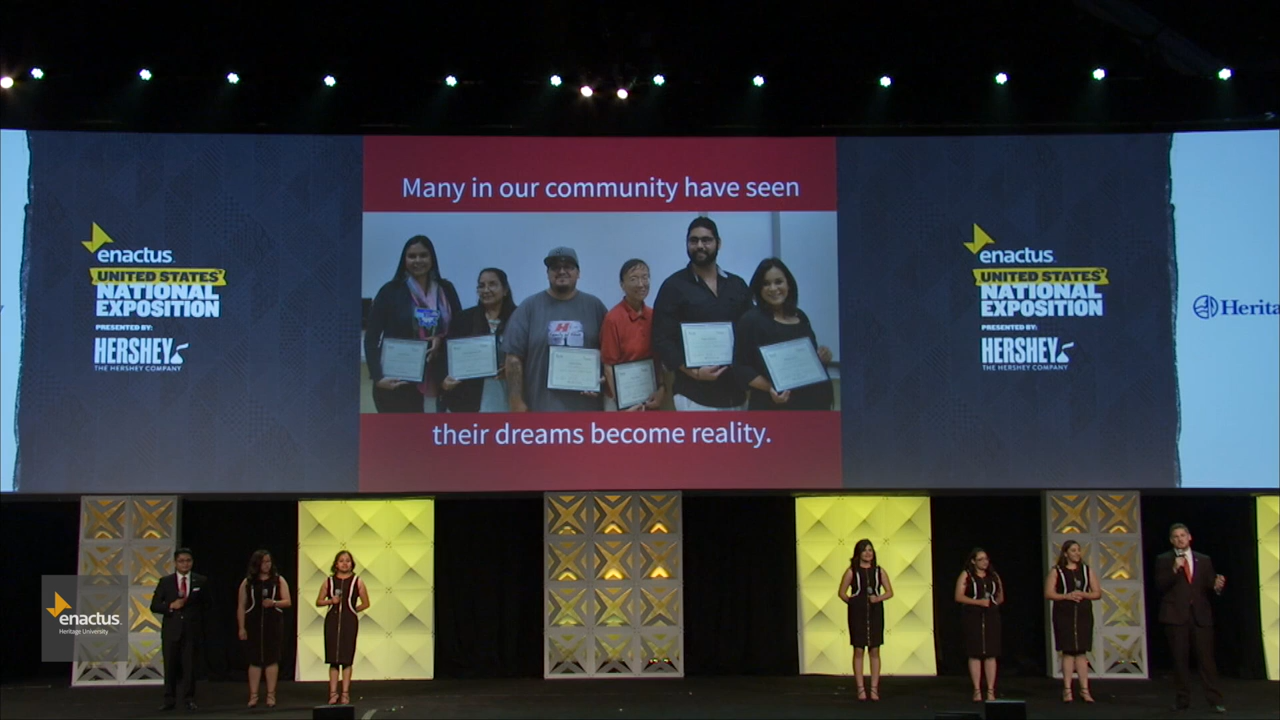 Many in our community have seen
their dreams become reality.
enactus
UNITED STATES
NATIONAL
EXPOSITION
PRESENTED BY:
HERSHEY
THE HERSHEY COMPANY
enactus
UNITED STATES
NATIONAL
EXPOSITION
PRESENTED BY:
HERSHEY
THE HERSHEY COMPANY
Herita
enactus
Heritage University